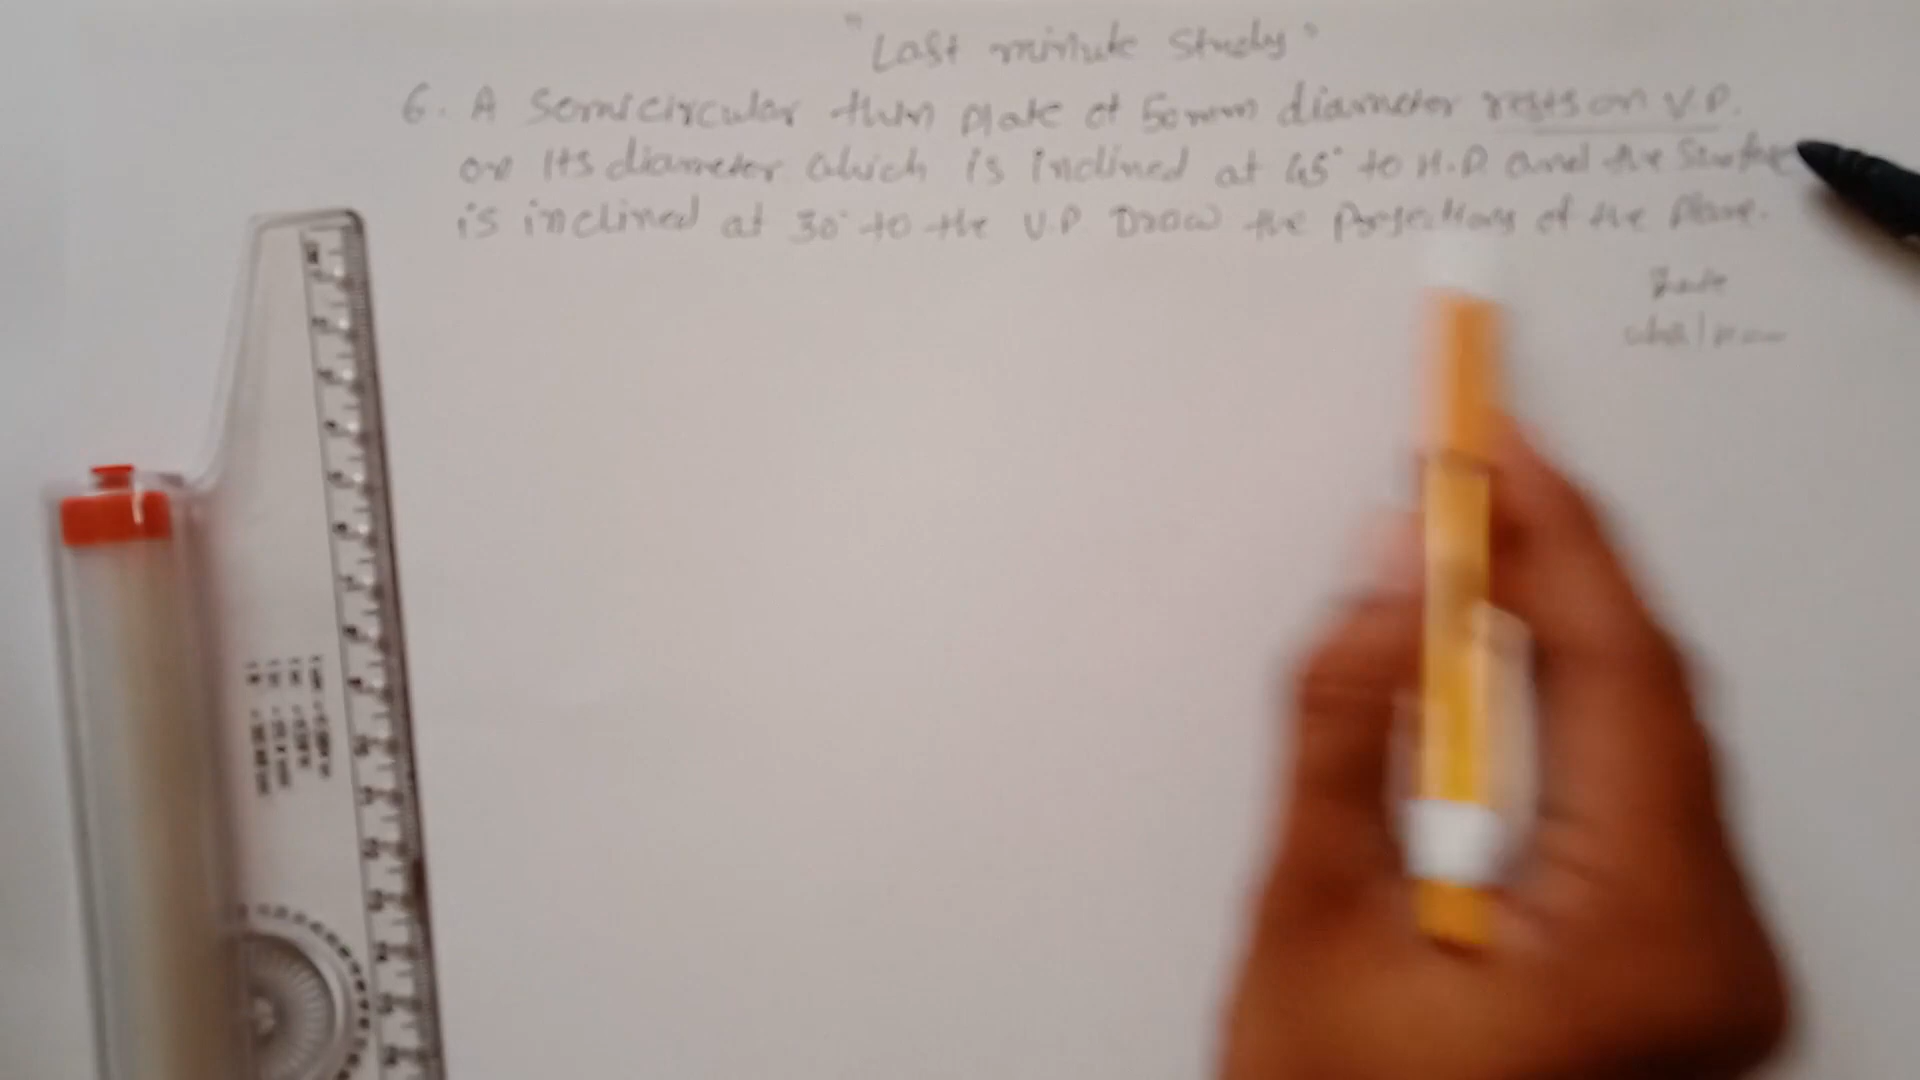 "Last minute Study"
6. A Semicircular thin plate of 50mm diameter rests on V.P.
on its diameter which is inclined at 45° to H.P and the Surface
is inclined at 30° to the V.P Draw the Projections of the plane.